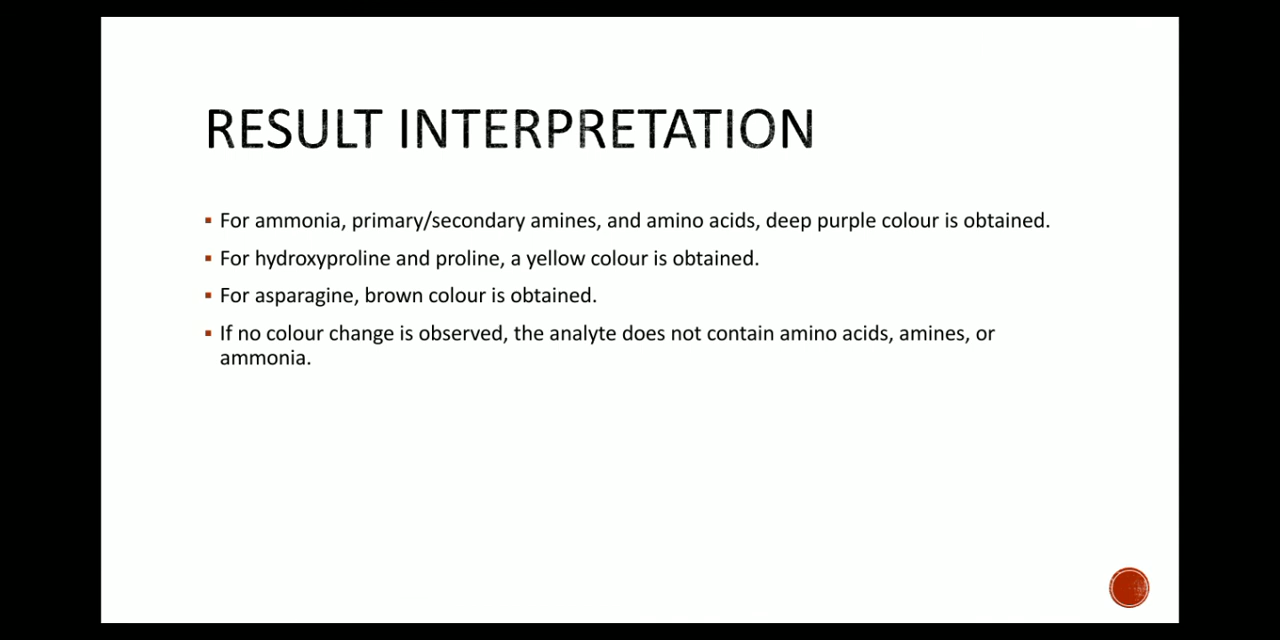 RESULT INTERPRETATION
▪ For ammonia, primary/secondary amines, and amino acids, deep purple colour is obtained.
▪ For hydroxyproline and proline, a yellow colour is obtained.
▪ For asparagine, brown colour is obtained.
▪ If no colour change is observed, the analyte does not contain amino acids, amines, or
ammonia.